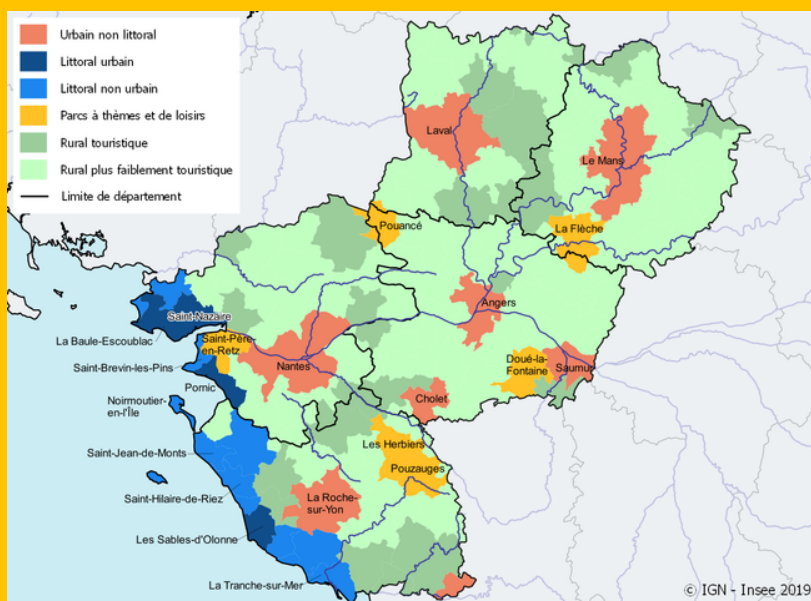 Urbain non littoral
Littoral urbain
Littoral non urbain
Parcs à thèmes et de loisirs
Rural touristique
Rural plus faiblement touristique
Limite de département
Laval
Le Mans
Pouancé
La Flèche
Angers
Saint-Nazaire
La Baule-Escoublac
Saint-Père-
en-Retz
Saint-Brevin-les-Pins
Nantes
Doué-la-
Fontaine
Saumur
Pornic
Cholet
Noirmoutier-
en-l'Île
Les Herbiers
Saint-Jean-de-Monts
Pouzauges
Saint-Hilaire-de-Riez
La Roche-
sur-Yon
Les Sables-d'Olonne
La Tranche-sur-Mer
© IGN - Insee 2019